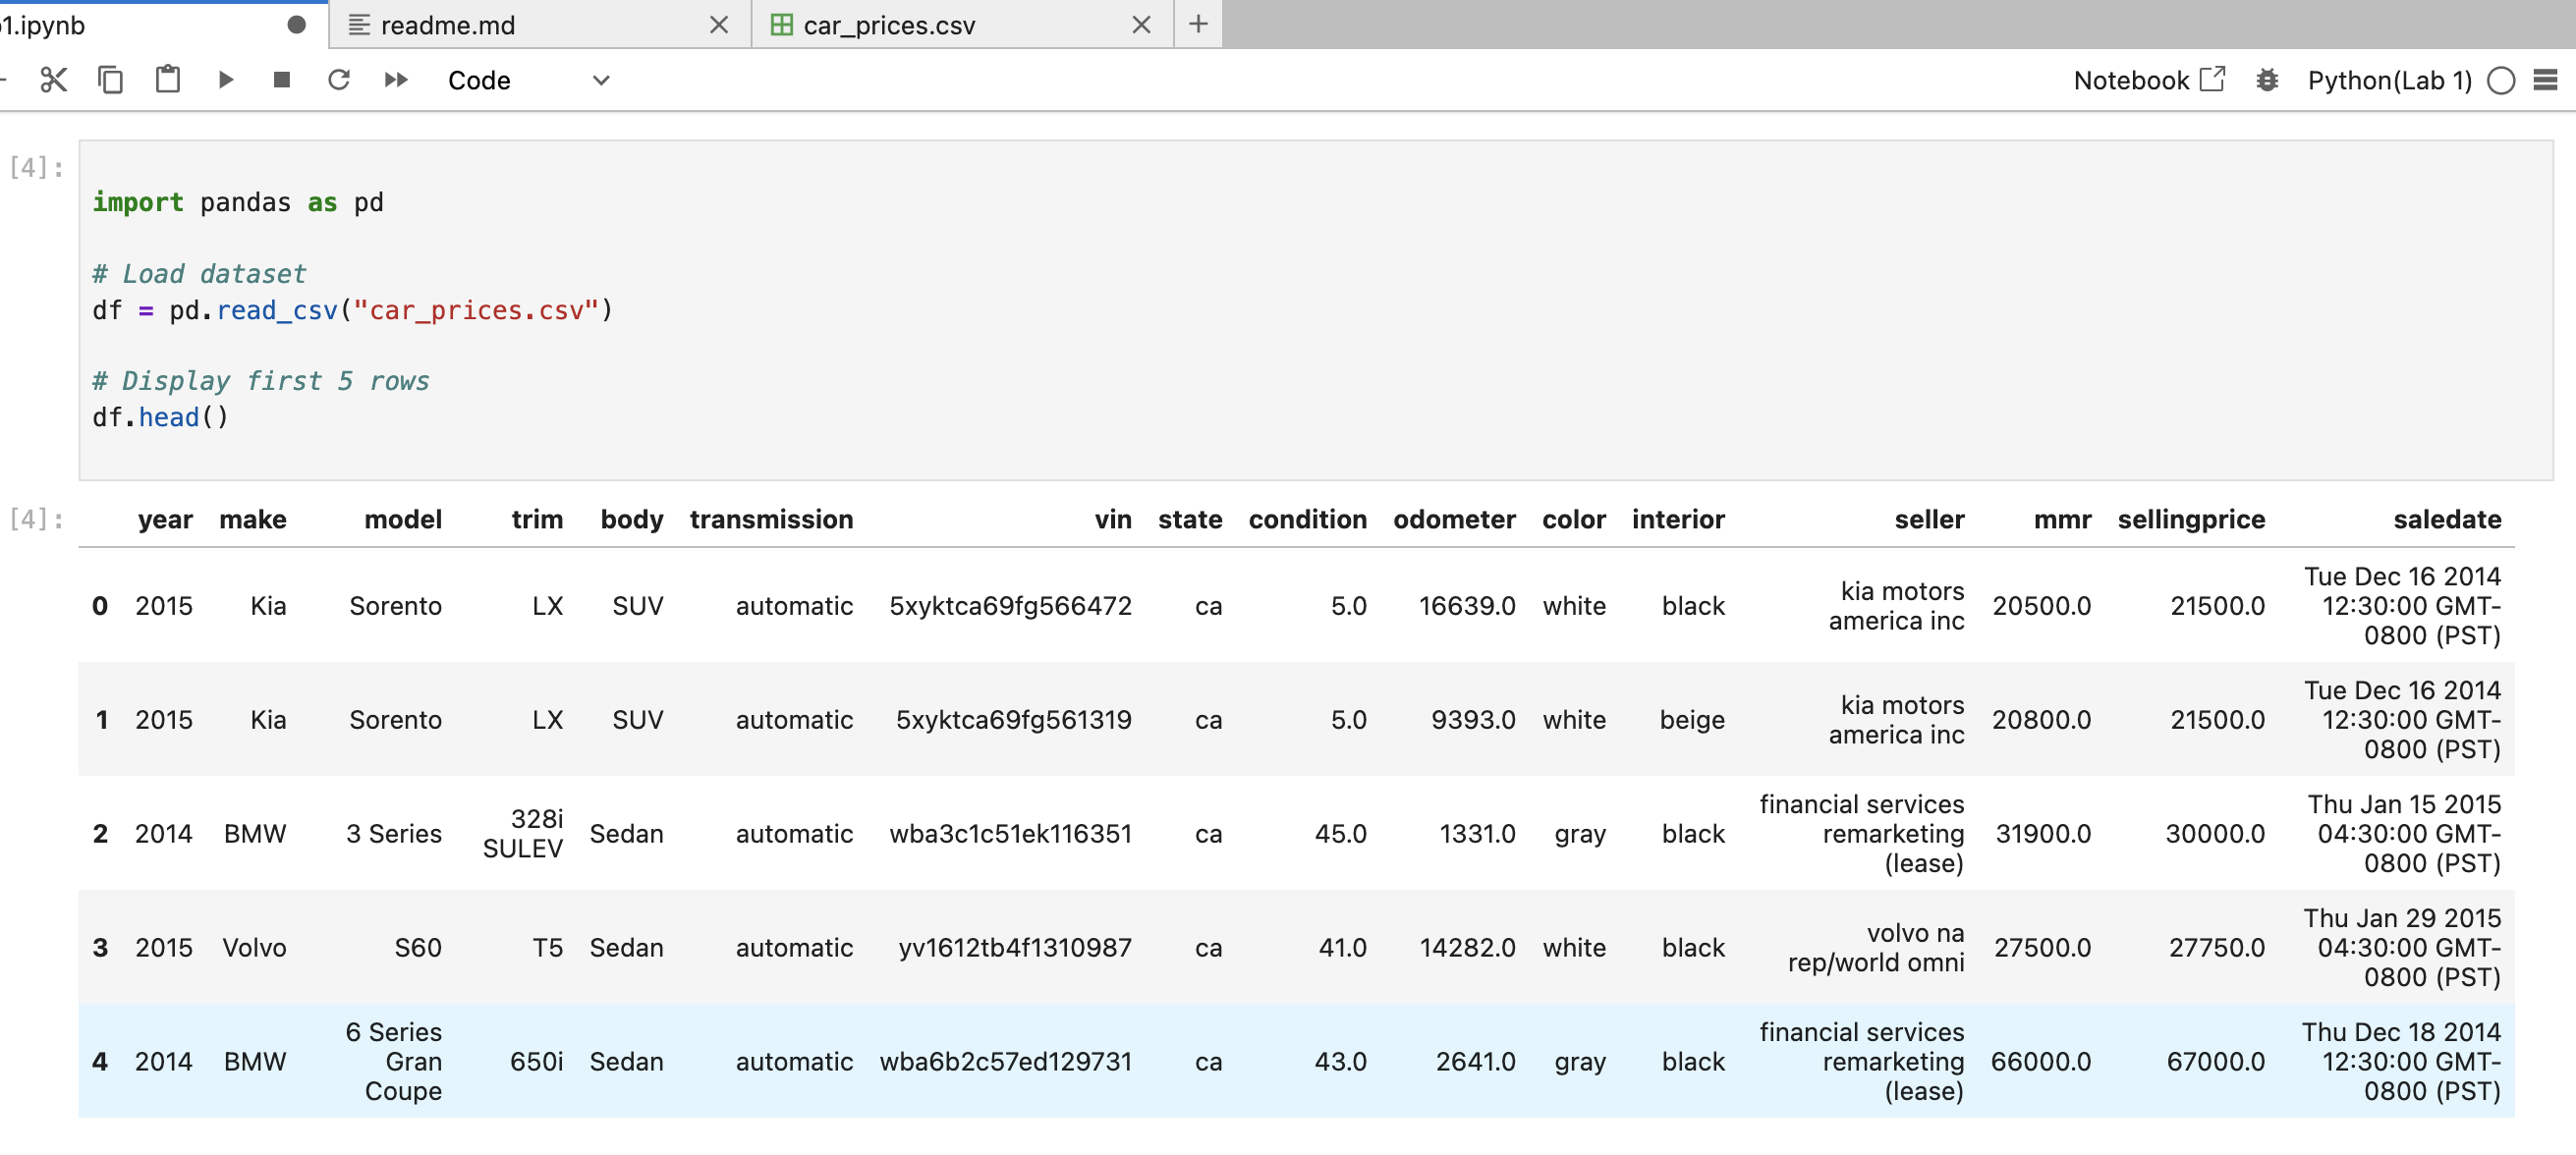 1.ipynb readme.md car_prices.csv
Code Notebook Python(Lab 1)
[4]:
import pandas as pd
# Load dataset
df = pd.read_csv("car_prices.csv")
# Display first 5 rows
df.head()
[4]: year make model trim body transmission vin state condition odometer color interior seller mmr sellingprice saledate
0 2015 Kia Sorento LX SUV automatic 5xyktca69fg566472 ca 5.0 16639.0 white black kia motors america inc 20500.0 21500.0 Tue Dec 16 2014 12:30:00 GMT-0800 (PST)
1 2015 Kia Sorento LX SUV automatic 5xyktca69fg561319 ca 5.0 9393.0 white beige kia motors america inc 20800.0 21500.0 Tue Dec 16 2014 12:30:00 GMT-0800 (PST)
2 2014 BMW 3 Series 328i SULEV Sedan automatic wba3c1c51ek116351 ca 45.0 1331.0 gray black financial services remarketing (lease) 31900.0 30000.0 Thu Jan 15 2015 04:30:00 GMT-0800 (PST)
3 2015 Volvo S60 T5 Sedan automatic yv1612tb4f1310987 ca 41.0 14282.0 white black volvo na rep/world omni 27500.0 27750.0 Thu Jan 29 2015 04:30:00 GMT-0800 (PST)
4 2014 BMW 6 Series Gran Coupe 650i Sedan automatic wba6b2c57ed129731 ca 43.0 2641.0 gray black financial services remarketing (lease) 66000.0 67000.0 Thu Dec 18 2014 12:30:00 GMT-0800 (PST)